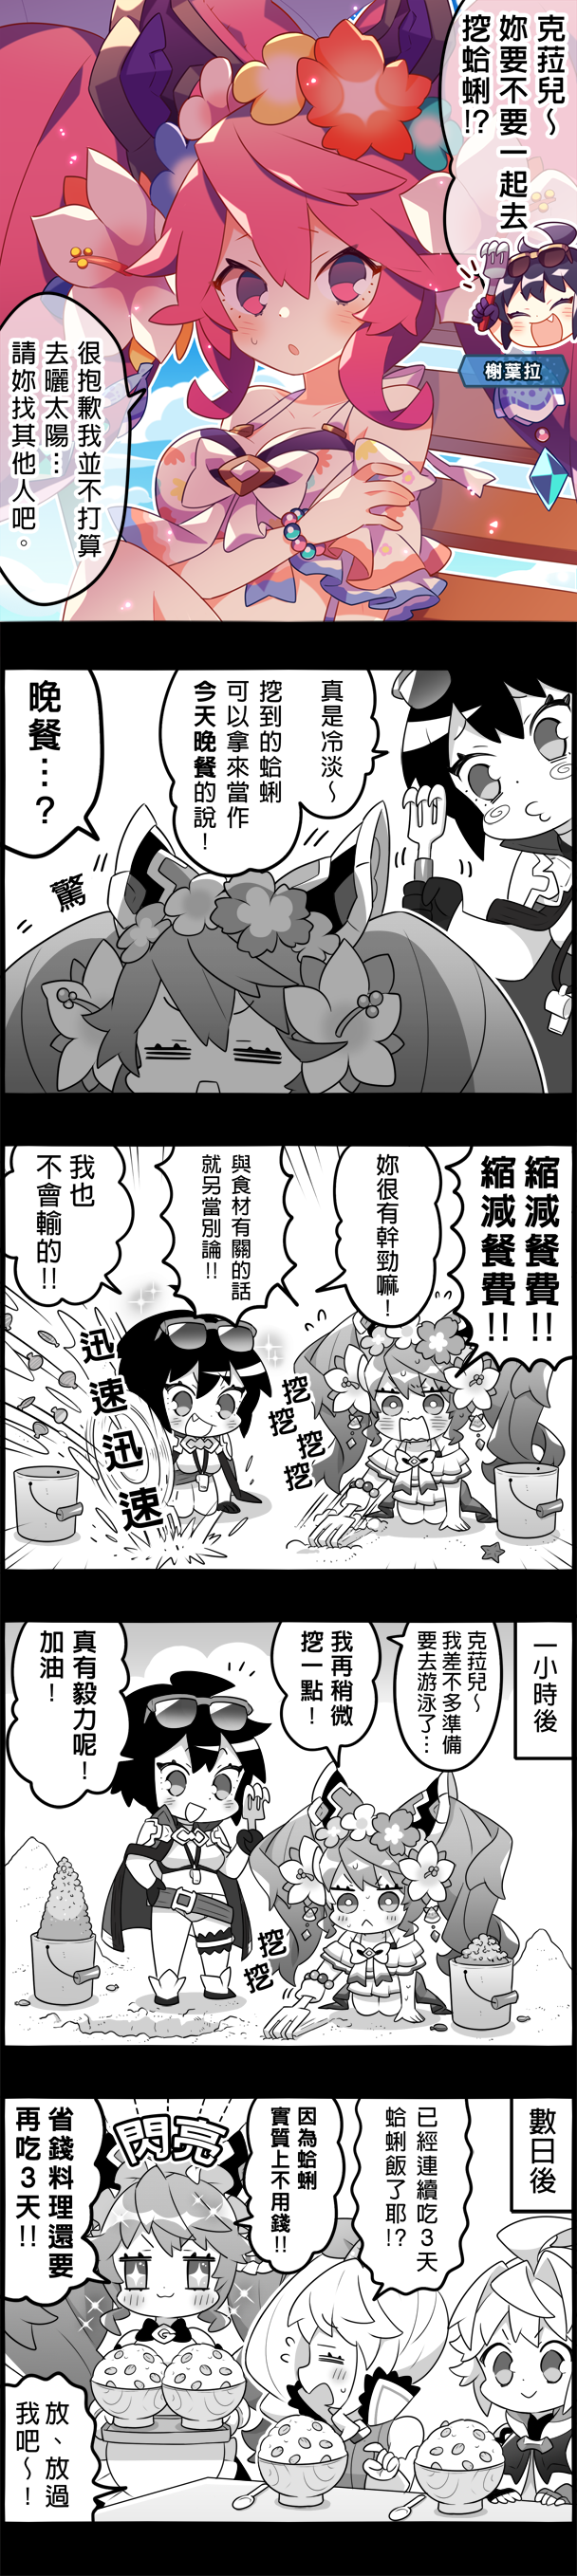 克菈兒～
妳要不要一起去
挖蛤蜊!?
榭葉拉
很抱歉我並不打算
去曬太陽…
請妳找其他人吧。
真是冷淡～
挖到的蛤蜊
可以拿來當作
今天晚餐的說！
晚餐…？
驚
縮減餐費!!
縮減餐費!!
妳很有幹勁嘛！
與食材有關的話
就另當別論!!
我也
不會輸的!!
挖
挖
挖
挖
迅
速
迅
速
一小時後
克菈兒～
我差不多準備
要去游泳了…
我再稍微
挖一點！
真有毅力呢！
加油！
挖
挖
數日後
已經連續吃3天
蛤蜊飯了耶!?
因為蛤蜊
實質上不用錢!!
閃亮
省錢料理還要
再吃3天!!
放、放過
我吧～！